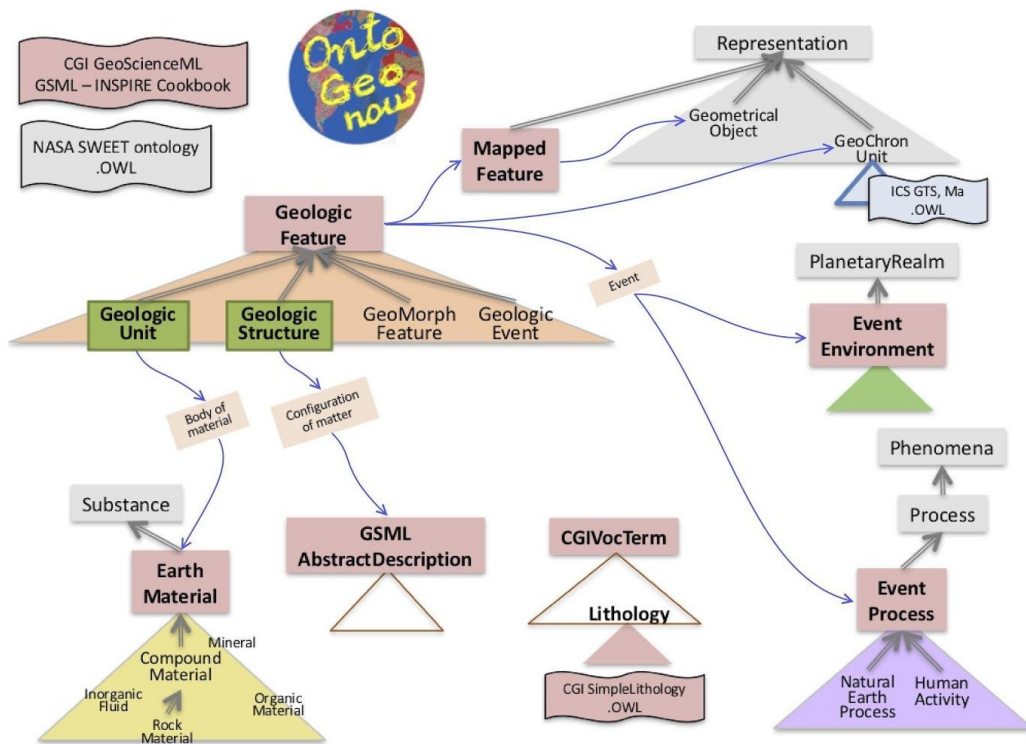 CGI GeoScienceML
GSML – INSPIRE Cookbook
NASA SWEET ontology
.OWL
Onto
Geo
nous
Representation
Geometrical
Object
GeoChron
Unit
ICS GTS, Ma
.OWL
Mapped
Feature
Geologic
Feature
Geologic
Unit
Geologic
Structure
GeoMorph
Feature
Geologic
Event
Event
PlanetaryRealm
Event
Environment
Body of
material
Configuration
of matter
Phenomena
Process
Substance
Earth
Material
GSML
AbstractDescription
CGIVocTerm
Lithology
CGI SimpleLithology
.OWL
Event
Process
Natural
Earth
Process
Human
Activity
Mineral
Compound
Material
Inorganic
Fluid
Organic
Material
Rock
Material